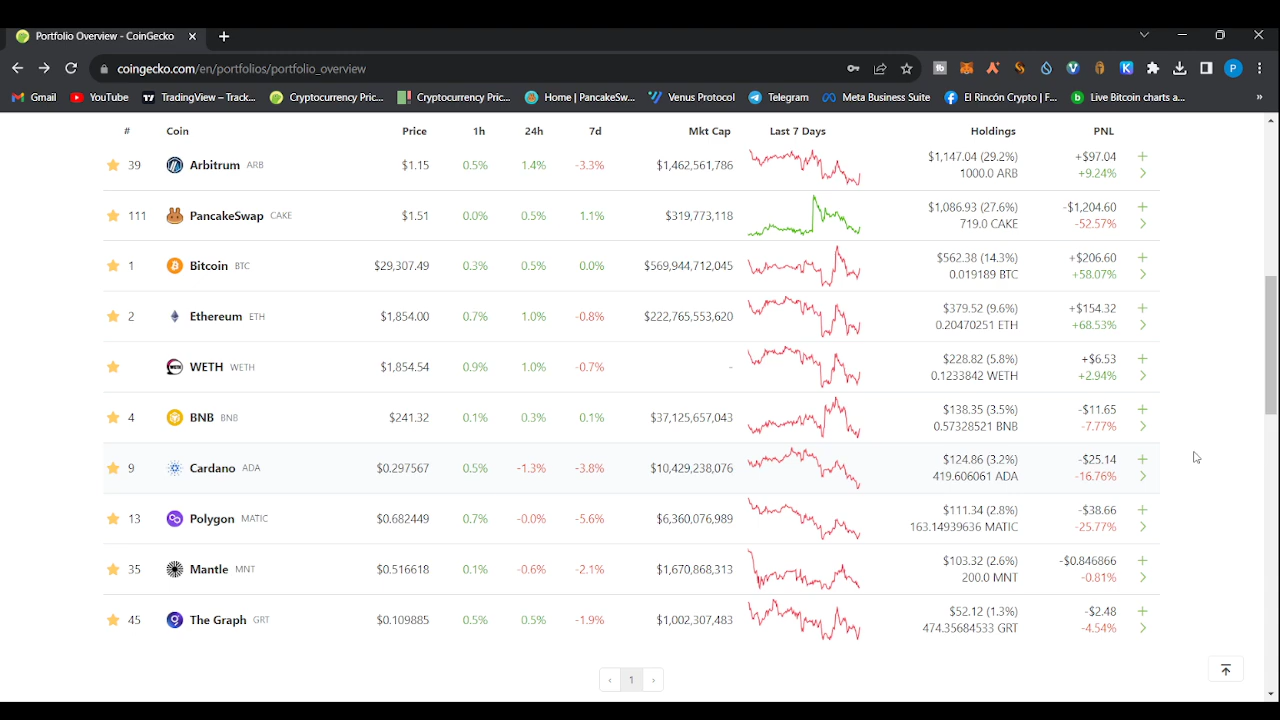 Portfolio Overview - CoinGecko
coingecko.com/en/portfolios/portfolio_overview
Gmail YouTube TradingView – Track... Cryptocurrency Pric... Cryptocurrency Pric... Home | PancakeSw... Venus Protocol Telegram Meta Business Suite El Rincón Crypto | F... Live Bitcoin charts a... »
# Coin Price 1h 24h 7d Mkt Cap Last 7 Days Holdings PNL
39 Arbitrum ARB $1.15 0.5% 1.4% -3.3% $1,462,561,786 $1,147.04 (29.2%) +$97.04
1000.0 ARB +9.24%
111 PancakeSwap CAKE $1.51 0.0% 0.5% 1.1% $319,773,118 $1,086.93 (27.6%) -$1,204.60
719.0 CAKE -52.57%
1 Bitcoin BTC $29,307.49 0.3% 0.5% 0.0% $569,944,712,045 $562.38 (14.3%) +$206.60
0.019189 BTC +58.07%
2 Ethereum ETH $1,854.00 0.7% 1.0% -0.8% $222,765,553,620 $379.52 (9.6%) +$154.32
0.20470251 ETH +68.53%
WETH WETH $1,854.54 0.9% 1.0% -0.7% - $228.82 (5.8%) +$6.53
0.1233842 WETH +2.94%
4 BNB BNB $241.32 0.1% 0.3% 0.1% $37,125,657,043 $138.35 (3.5%) -$11.65
0.57328521 BNB -7.77%
9 Cardano ADA $0.297567 0.5% -1.3% -3.8% $10,429,238,076 $124.86 (3.2%) -$25.14
419.606061 ADA -16.76%
13 Polygon MATIC $0.682449 0.7% -0.0% -5.6% $6,360,076,989 $111.34 (2.8%) -$38.66
163.14939636 MATIC -25.77%
35 Mantle MNT $0.516618 0.1% -0.6% -2.1% $1,670,868,313 $103.32 (2.6%) -$0.846866
200.0 MNT -0.81%
45 The Graph GRT $0.109885 0.5% 0.5% -1.9% $1,002,307,483 $52.12 (1.3%) -$2.48
474.35684533 GRT -4.54%
‹ 1 ›